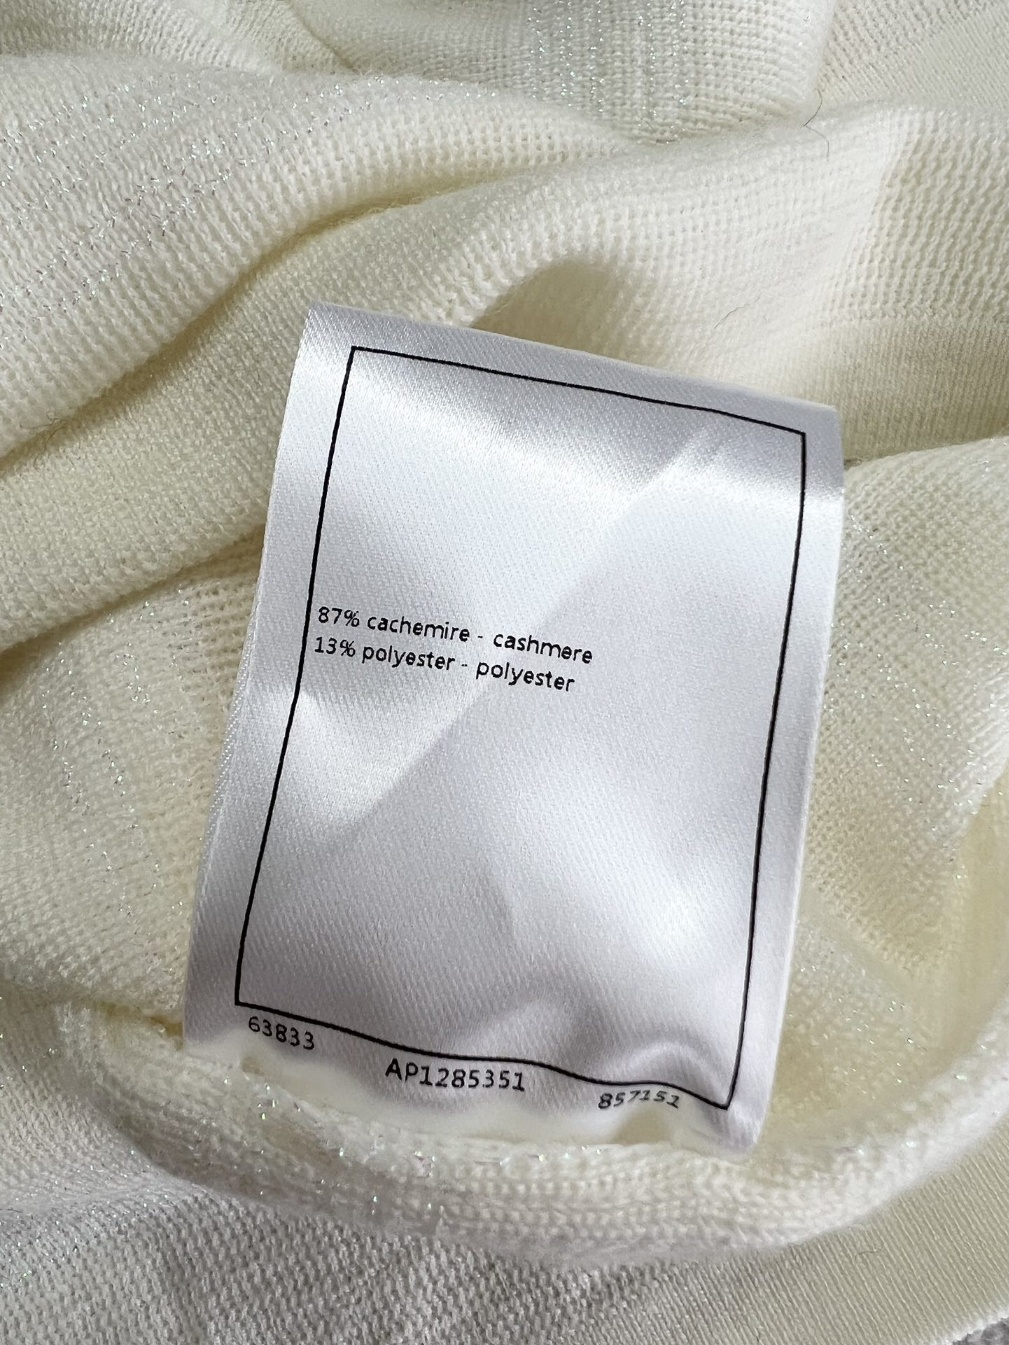 87% cachemire - cashmere
13% polyester - polyester
63833 AP1285351 857151